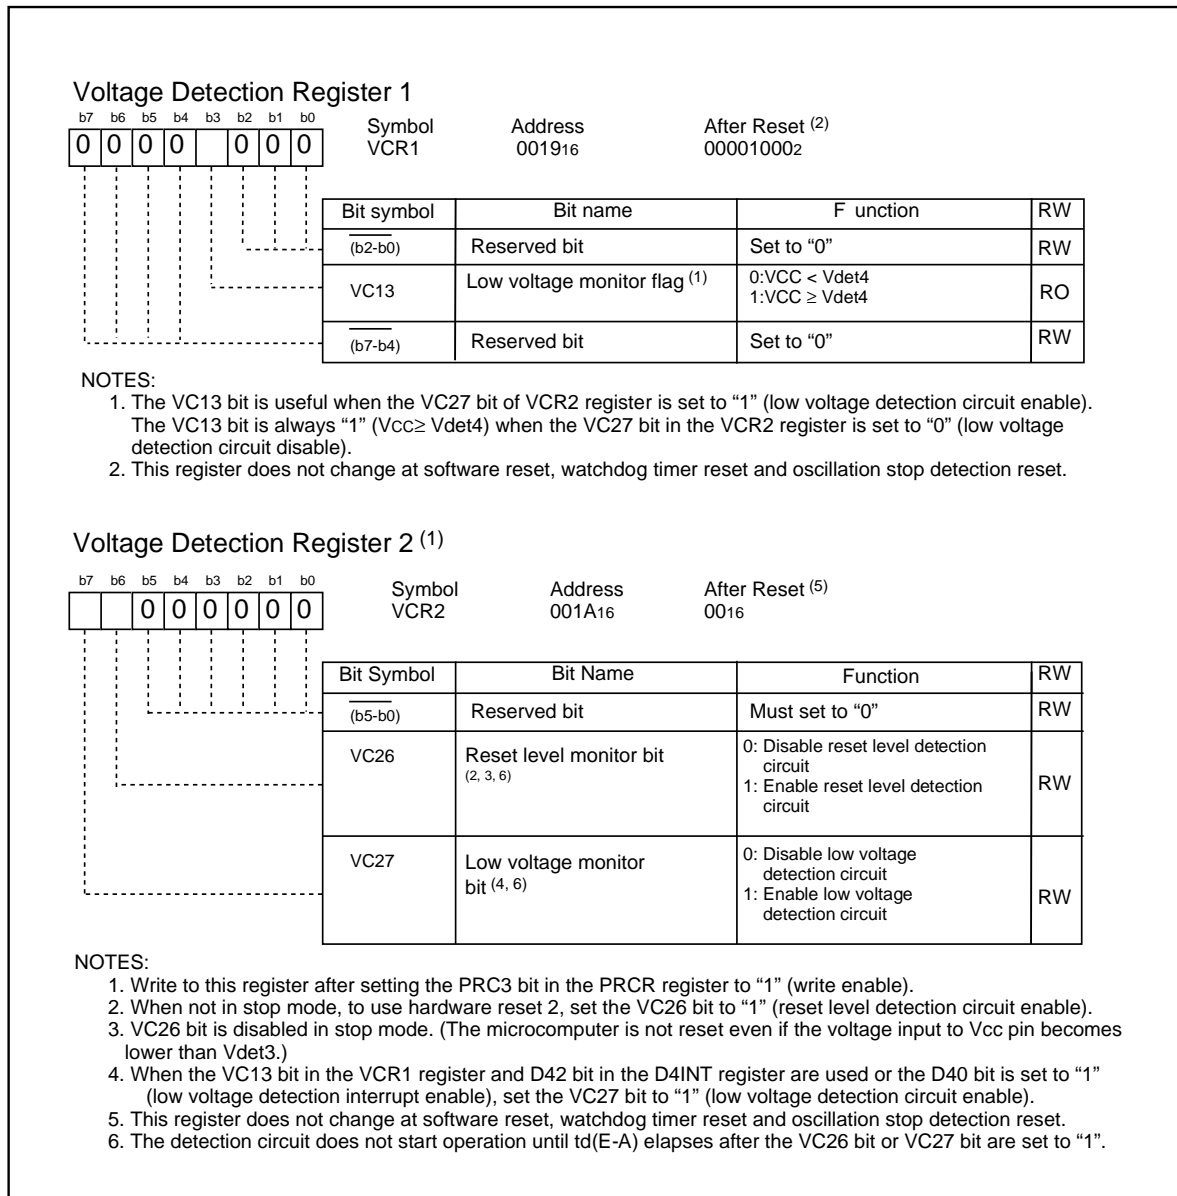 Voltage Detection Register 1
b7 b6 b5 b4 b3 b2 b1 b0
0 0 0 0 0 0 0
Symbol Address After Reset (2)
VCR1 001916 000010002
Bit symbol Bit name F unction RW
(b2-b0) Reserved bit Set to “0” RW
VC13 Low voltage monitor flag (1) 0:VCC < Vdet4
1:VCC ≥ Vdet4 RO
(b7-b4) Reserved bit Set to “0” RW
NOTES:
1. The VC13 bit is useful when the VC27 bit of VCR2 register is set to “1” (low voltage detection circuit enable).
The VC13 bit is always “1” (VCC≥ Vdet4) when the VC27 bit in the VCR2 register is set to “0” (low voltage
detection circuit disable).
2. This register does not change at software reset, watchdog timer reset and oscillation stop detection reset.
Voltage Detection Register 2 (1)
b7 b6 b5 b4 b3 b2 b1 b0
0 0 0 0 0 0
Symbol Address After Reset (5)
VCR2 001A16 0016
Bit Symbol Bit Name Function RW
(b5-b0) Reserved bit Must set to “0” RW
VC26 Reset level monitor bit
(2, 3, 6)
0: Disable reset level detection
circuit
1: Enable reset level detection
circuit
RW
VC27 Low voltage monitor
bit (4, 6)
0: Disable low voltage
detection circuit
1: Enable low voltage
detection circuit
RW
NOTES:
1. Write to this register after setting the PRC3 bit in the PRCR register to “1” (write enable).
2. When not in stop mode, to use hardware reset 2, set the VC26 bit to “1” (reset level detection circuit enable).
3. VC26 bit is disabled in stop mode. (The microcomputer is not reset even if the voltage input to Vcc pin becomes
lower than Vdet3.)
4. When the VC13 bit in the VCR1 register and D42 bit in the D4INT register are used or the D40 bit is set to “1”
(low voltage detection interrupt enable), set the VC27 bit to “1” (low voltage detection circuit enable).
5. This register does not change at software reset, watchdog timer reset and oscillation stop detection reset.
6. The detection circuit does not start operation until td(E-A) elapses after the VC26 bit or VC27 bit are set to “1”.